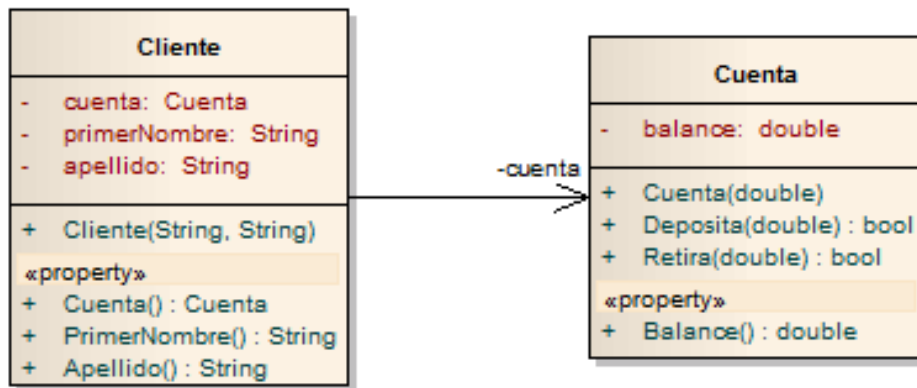 Cliente
- cuenta: Cuenta
- primerNombre: String
- apellido: String
+ Cliente(String, String)
«property»
+ Cuenta() : Cuenta
+ PrimerNombre() : String
+ Apellido() : String
-cuenta
Cuenta
- balance: double
+ Cuenta(double)
+ Deposita(double) : bool
+ Retira(double) : bool
«property»
+ Balance() : double